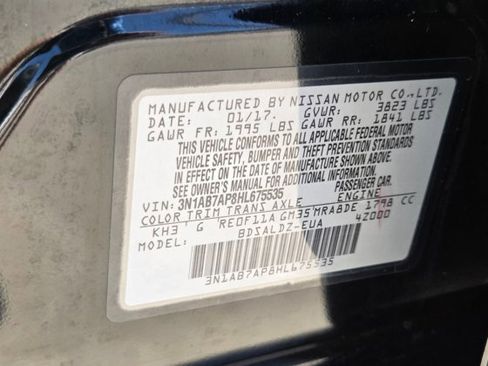 MANUFACTURED BY NISSAN MOTOR CO., LTD.
DATE: 01/17. GVWR: 3823 LBS
GAWR FR: 1995 LBS GAWR RR: 1841 LBS
THIS VEHICLE CONFORMS TO ALL APPLICABLE FEDERAL MOTOR
VEHICLE SAFETY, BUMPER AND THEFT PREVENTION STANDARDS
IN EFFECT ON THE DATE OF MANUFACTURE SHOWN ABOVE.
SEE OWNER'S MANUAL FOR ADDITIONAL INFORMATION
VIN: 3N1AB7AP8HL675535 PASSENGER CAR.
COLOR TRIM TRANS AXLE ENGINE
KH3 G RE0F11A GM35 MRA8DE 1798 CC
MODEL: BDSALDZ-EUA 42000
3N1AB7AP8HL675535